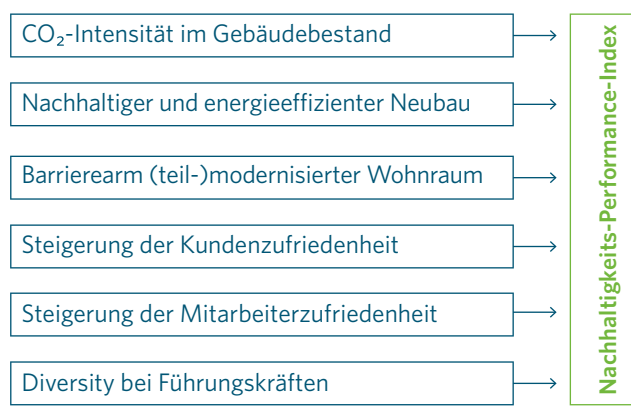 CO₂-Intensität im Gebäudebestand
Nachhaltiger und energieeffizienter Neubau
Barrierearm (teil-)modernisierter Wohnraum
Steigerung der Kundenzufriedenheit
Steigerung der Mitarbeiterzufriedenheit
Diversity bei Führungskräften
Nachhaltigkeits-Performance-Index